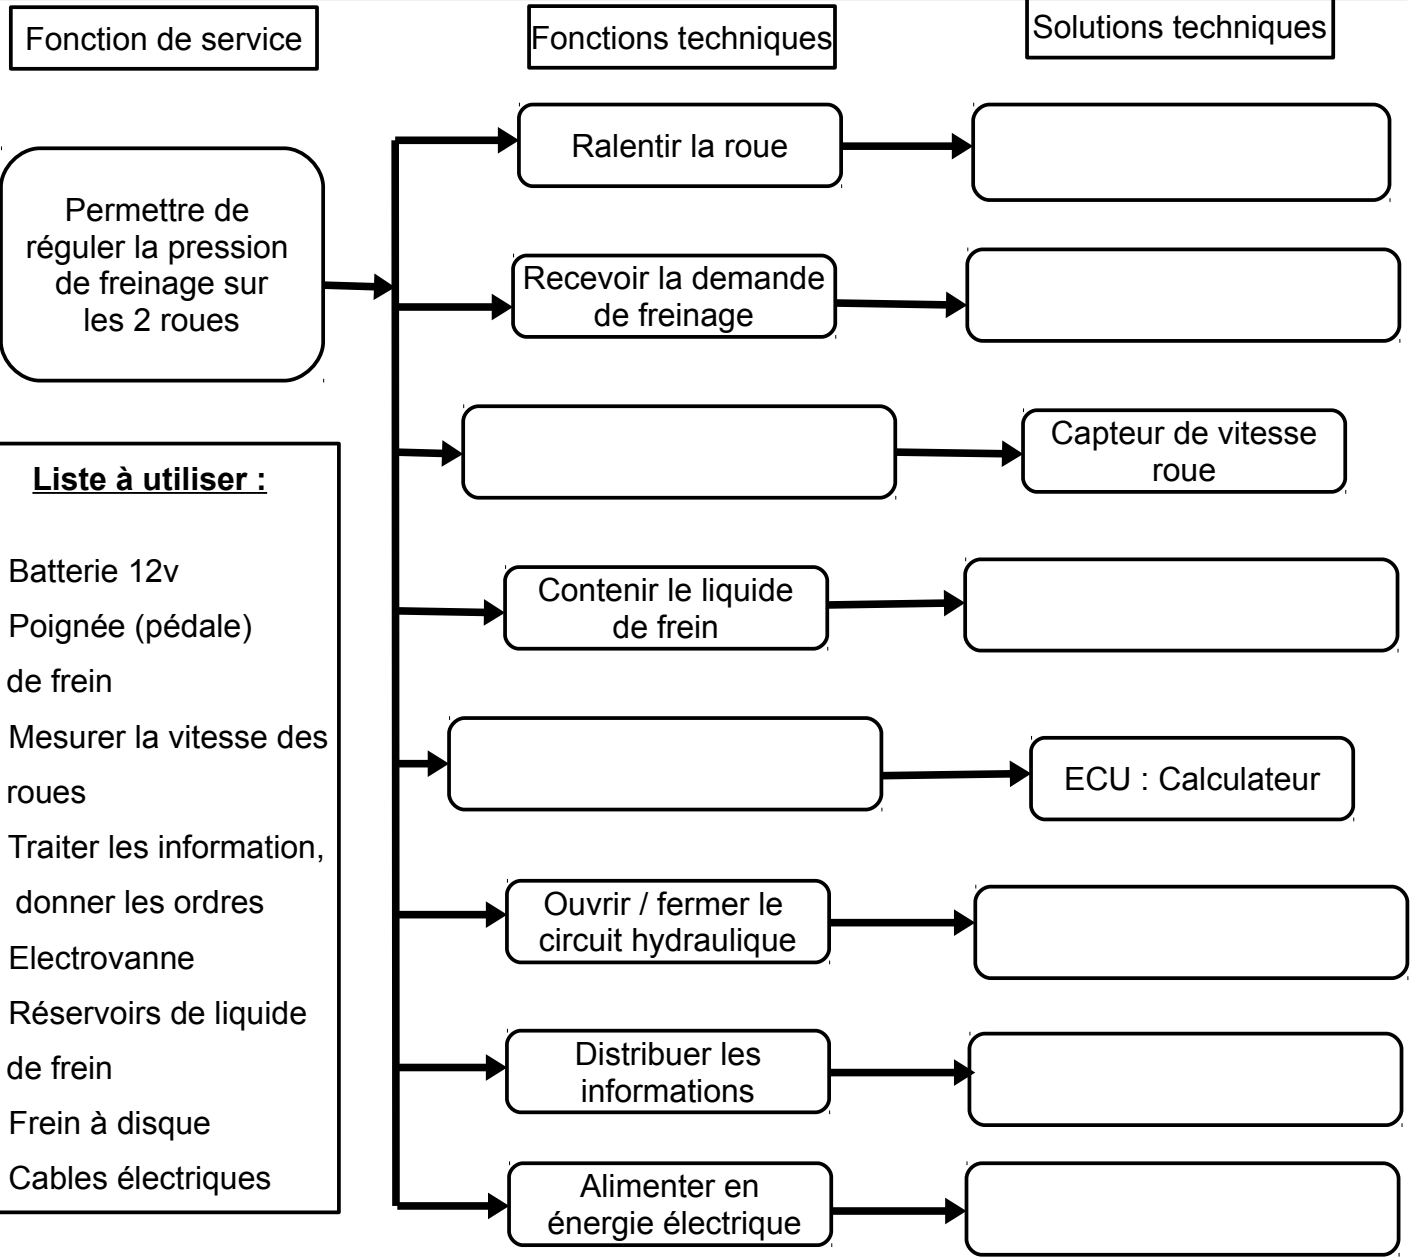 Fonction de service
Fonctions techniques
Solutions techniques
Permettre de
réguler la pression
de freinage sur
les 2 roues
Ralentir la roue
Recevoir la demande
de freinage
Capteur de vitesse
roue
Contenir le liquide
de frein
ECU : Calculateur
Ouvrir / fermer le
circuit hydraulique
Distribuer les
informations
Alimenter en
énergie électrique
Liste à utiliser :
Batterie 12v
Poignée (pédale)
de frein
Mesurer la vitesse des
roues
Traiter les information,
donner les ordres
Electrovanne
Réservoirs de liquide
de frein
Frein à disque
Cables électriques